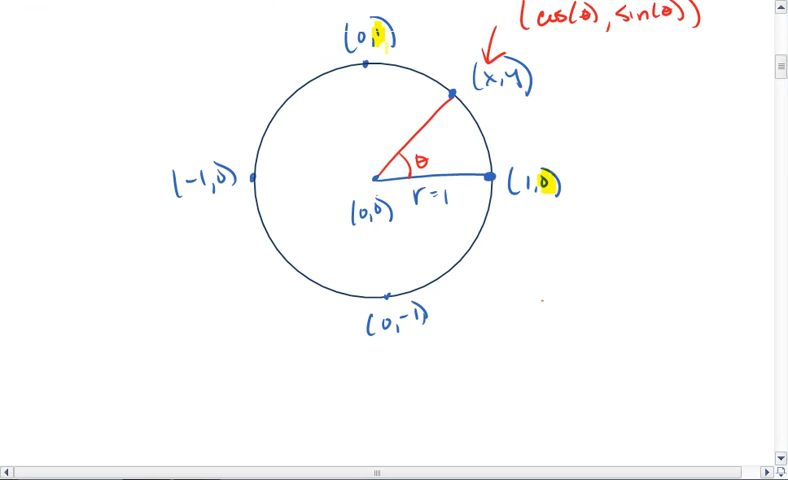 (cos(θ), sin(θ))
(0, 1)
(x, y)
θ
(-1, 0)
(1, 0)
r = 1
(0, 0)
(0, -1)